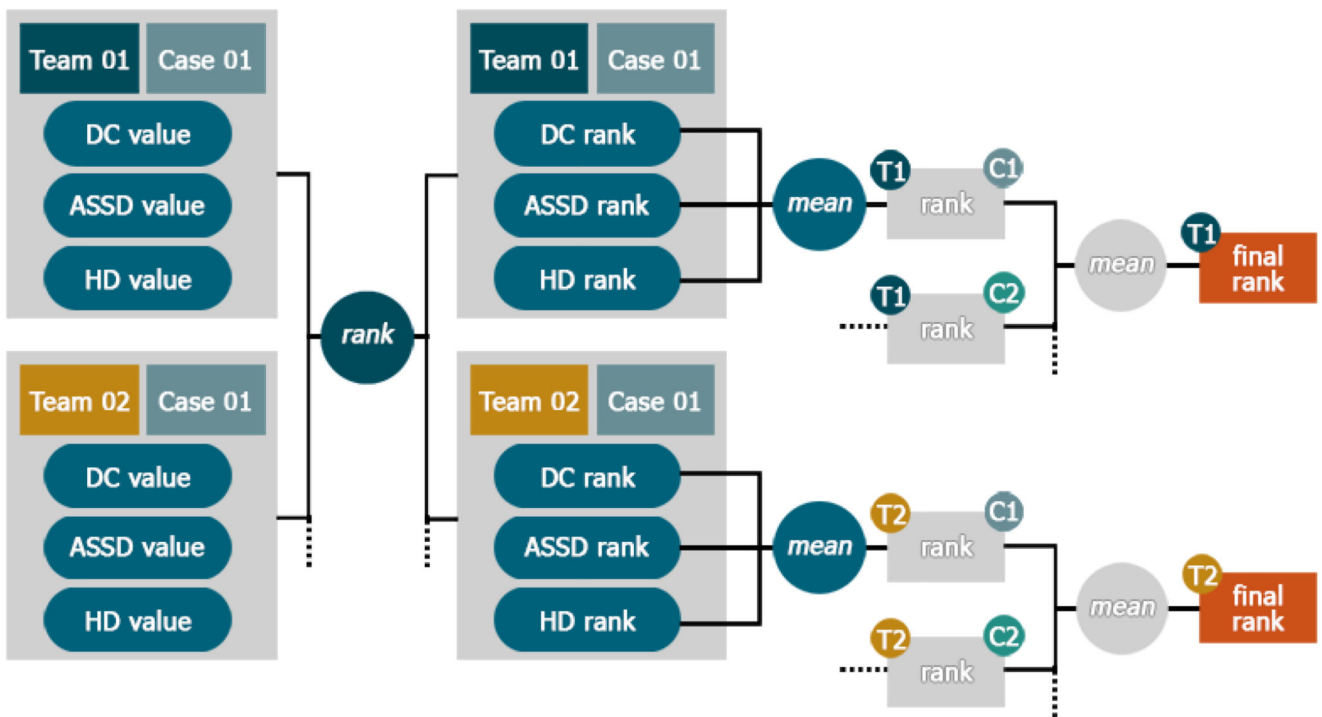 Team 01 Case 01
DC value
ASSD value
HD value
Team 02 Case 01
DC value
ASSD value
HD value
rank
Team 01 Case 01
DC rank
ASSD rank
HD rank
Team 02 Case 01
DC rank
ASSD rank
HD rank
mean
T1 C1
rank
T1 C2
rank
mean
T1
final
rank
mean
T2 C1
rank
T2 C2
rank
mean
T2
final
rank